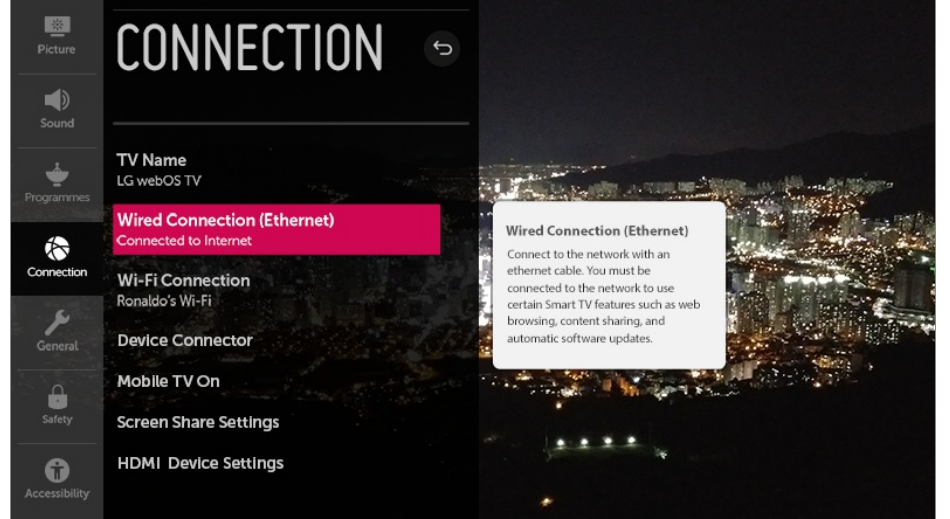 Picture
Sound
Programmes
Connection
General
Safety
Accessibility
CONNECTION
TV Name
LG webOS TV
Wired Connection (Ethernet)
Connected to Internet
Wi-Fi Connection
Ronaldo's Wi-Fi
Device Connector
Mobile TV On
Screen Share Settings
HDMI Device Settings
Wired Connection (Ethernet)
Connect to the network with an
ethernet cable. You must be
connected to the network to use
certain Smart TV features such as web
browsing, content sharing, and
automatic software updates.